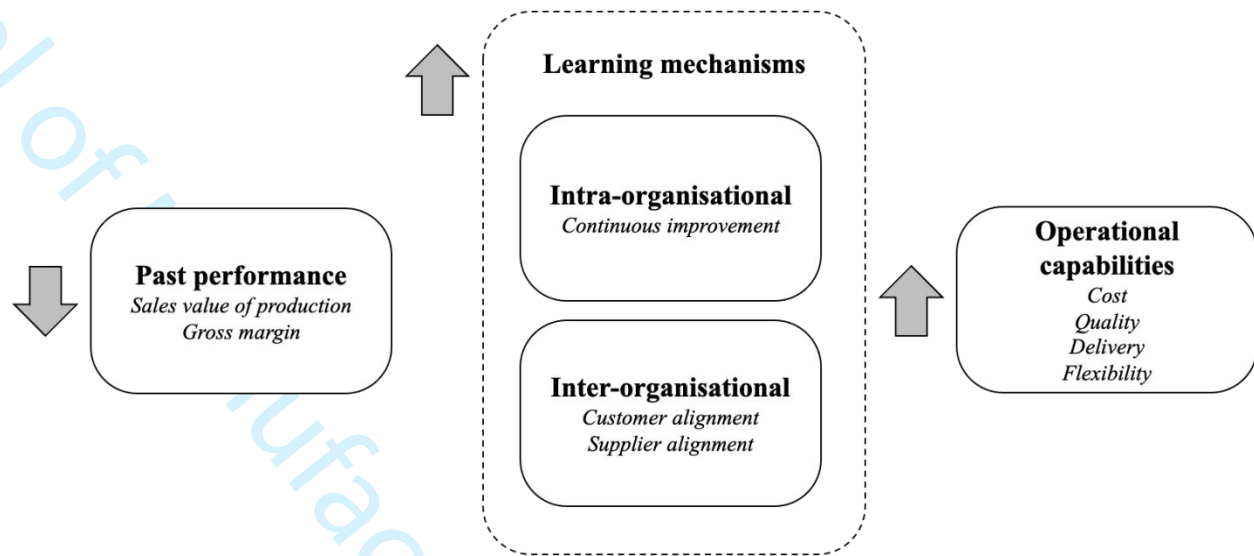 Learning mechanisms
Intra-organisational
Continuous improvement
Past performance
Sales value of production
Gross margin
Inter-organisational
Customer alignment
Supplier alignment
Operational
capabilities
Cost
Quality
Delivery
Flexibility